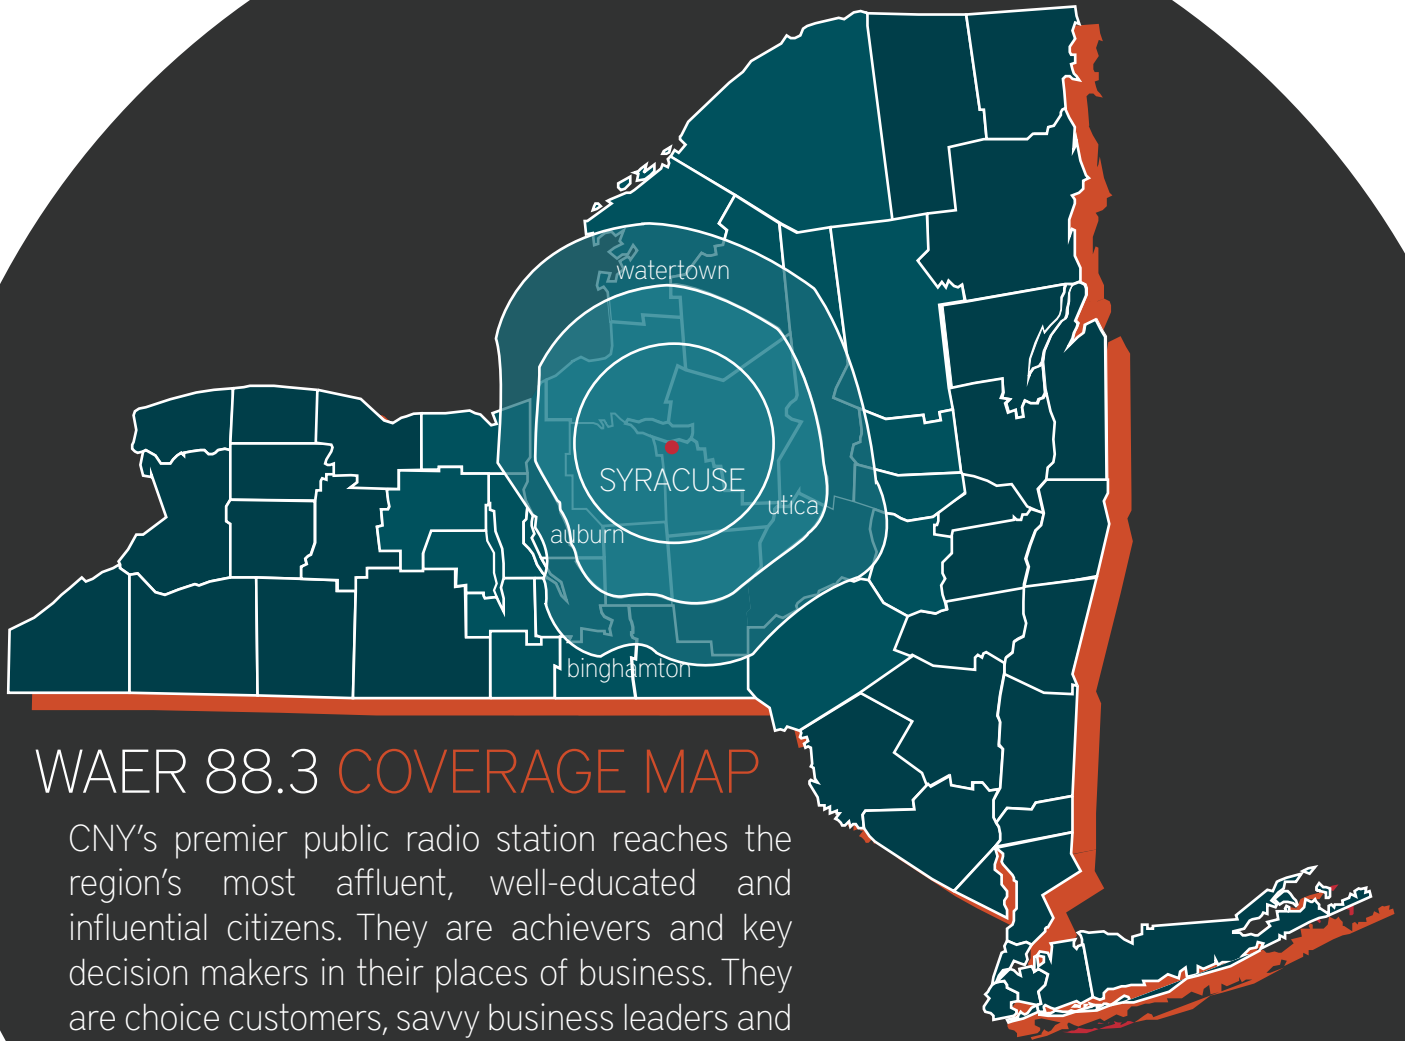 watertown
SYRACUSE
utica
auburn
binghamton
WAER 88.3 COVERAGE MAP
CNY’s premier public radio station reaches the
region’s most affluent, well-educated and
influential citizens. They are achievers and key
decision makers in their places of business. They
are choice customers, savvy business leaders and